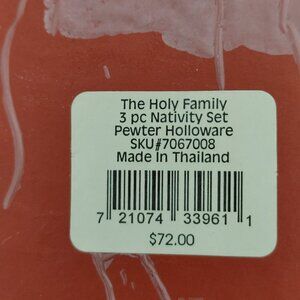 The Holy Family
3 pc Nativity Set
Pewter Holloware
SKU#7067008
Made In Thailand
7 21074 33961 1
$72.00